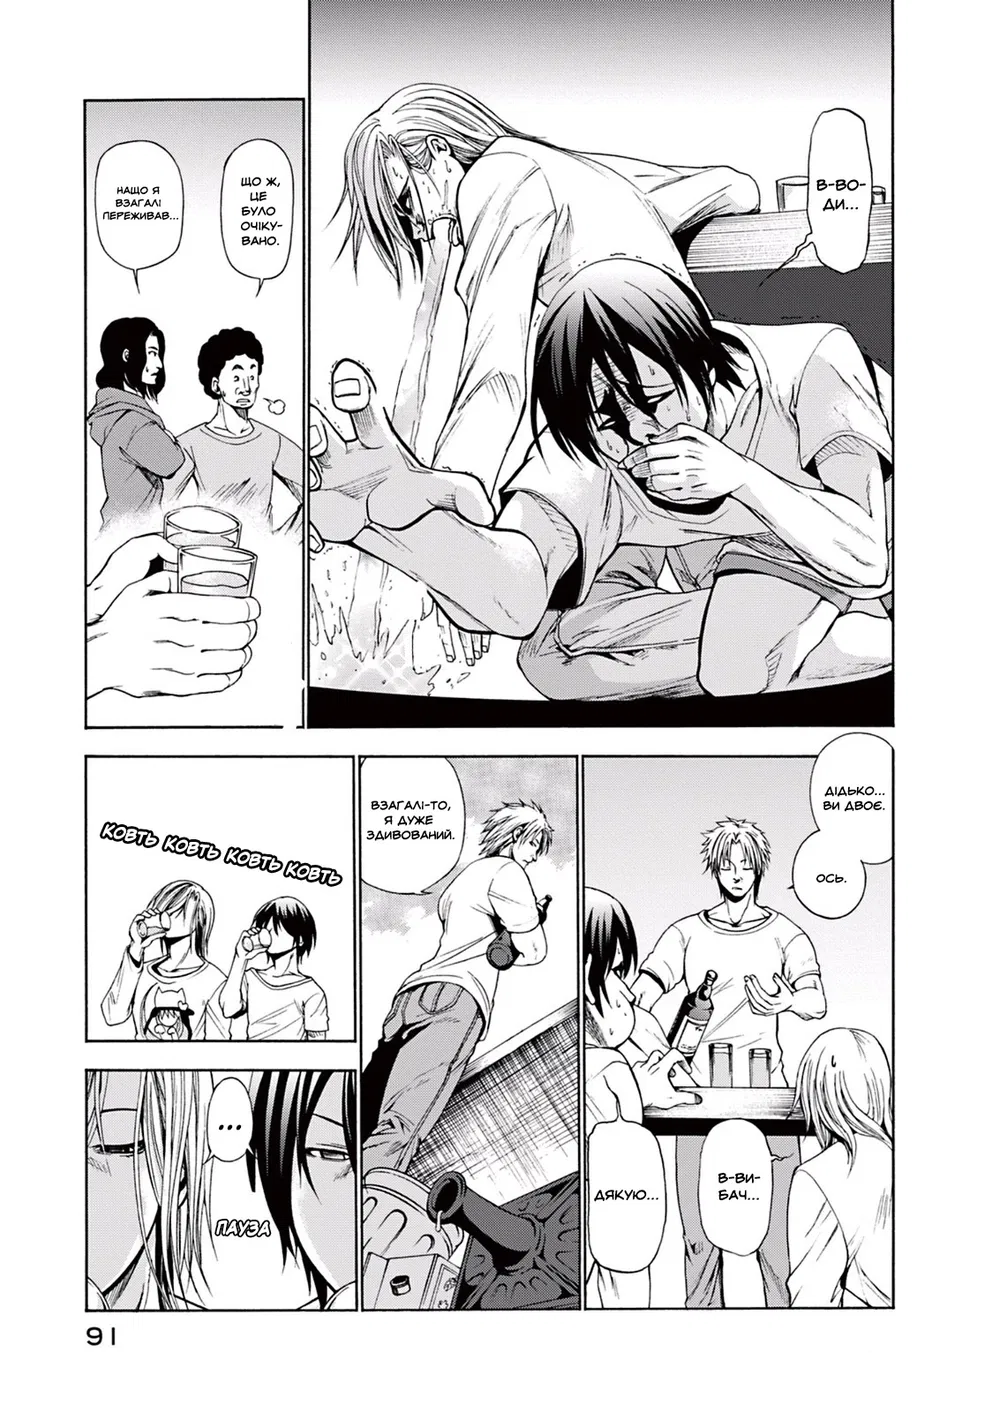 В-ВО-
ДИ...
ЩО Ж,
ЦЕ
БУЛО
ОЧІКУ-
ВАНО.
НАЩО Я
ВЗАГАЛІ
ПЕРЕЖИВАВ...
ДІДЬКО...
ВИ ДВОЄ.
ОСЬ.
В-ВИ-
БАЧ...
ДЯКУЮ...
ВЗАГАЛІ-ТО,
Я ДУЖЕ
ЗДИВОВАНИЙ.
КОВТЬ КОВТЬ КОВТЬ КОВТЬ
...
ПАУЗА
91